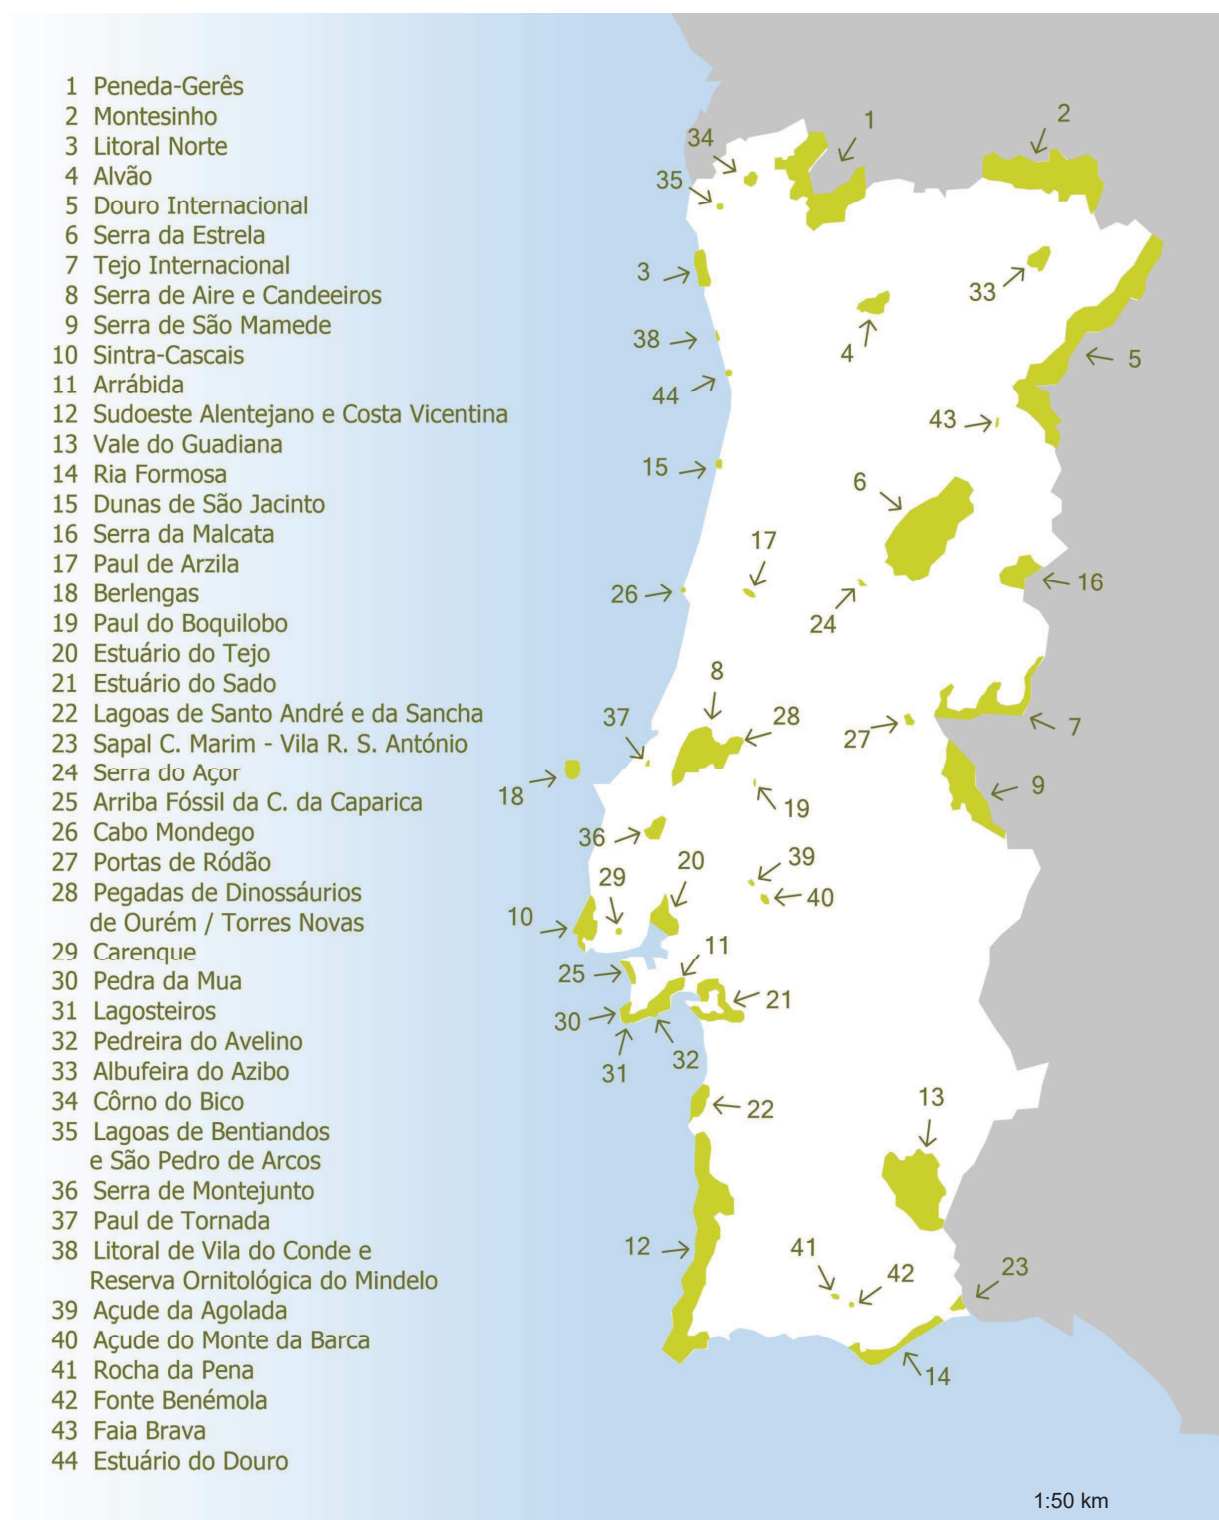 1 Peneda-Gerês
2 Montesinho
3 Litoral Norte
4 Alvão
5 Douro Internacional
6 Serra da Estrela
7 Tejo Internacional
8 Serra de Aire e Candeeiros
9 Serra de São Mamede
10 Sintra-Cascais
11 Arrábida
12 Sudoeste Alentejano e Costa Vicentina
13 Vale do Guadiana
14 Ria Formosa
15 Dunas de São Jacinto
16 Serra da Malcata
17 Paul de Arzila
18 Berlengas
19 Paul do Boquilobo
20 Estuário do Tejo
21 Estuário do Sado
22 Lagoas de Santo André e da Sancha
23 Sapal C. Marim - Vila R. S. António
24 Serra do Açor
25 Arriba Fóssil da C. da Caparica
26 Cabo Mondego
27 Portas de Ródão
28 Pegadas de Dinossáurios
de Ourém / Torres Novas
29 Carenque
30 Pedra da Mua
31 Lagosteiros
32 Pedreira do Avelino
33 Albufeira do Azibo
34 Côrno do Bico
35 Lagoas de Bentiandos
e São Pedro de Arcos
36 Serra de Montejunto
37 Paul de Tornada
38 Litoral de Vila do Conde e
Reserva Ornitológica do Mindelo
39 Açude da Agolada
40 Açude do Monte da Barca
41 Rocha da Pena
42 Fonte Benémola
43 Faia Brava
44 Estuário do Douro
34
1
2
35
3
33
38
4
5
44
43
15
6
17
26
24
16
8
37
28
27
7
18
19
9
36
39
29
20
40
10
11
25
21
30
31
32
22
13
12
41
42
23
14
1:50 km